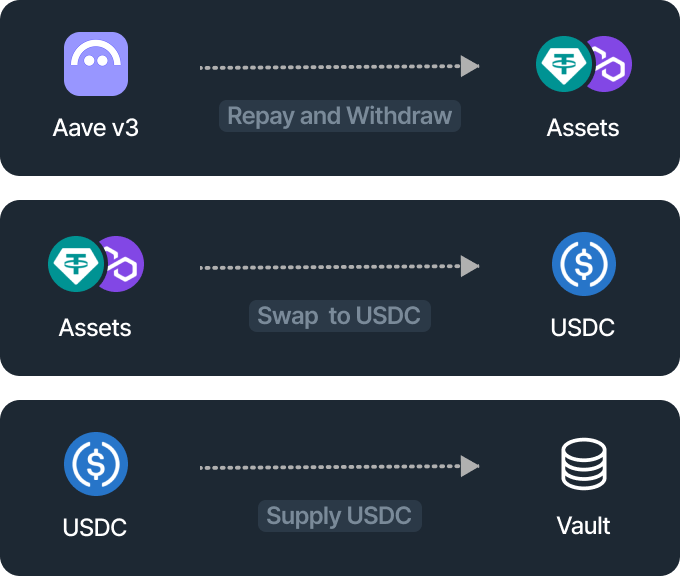 Aave v3
Repay and Withdraw
Assets
Assets
Swap to USDC
USDC
USDC
Supply USDC
Vault